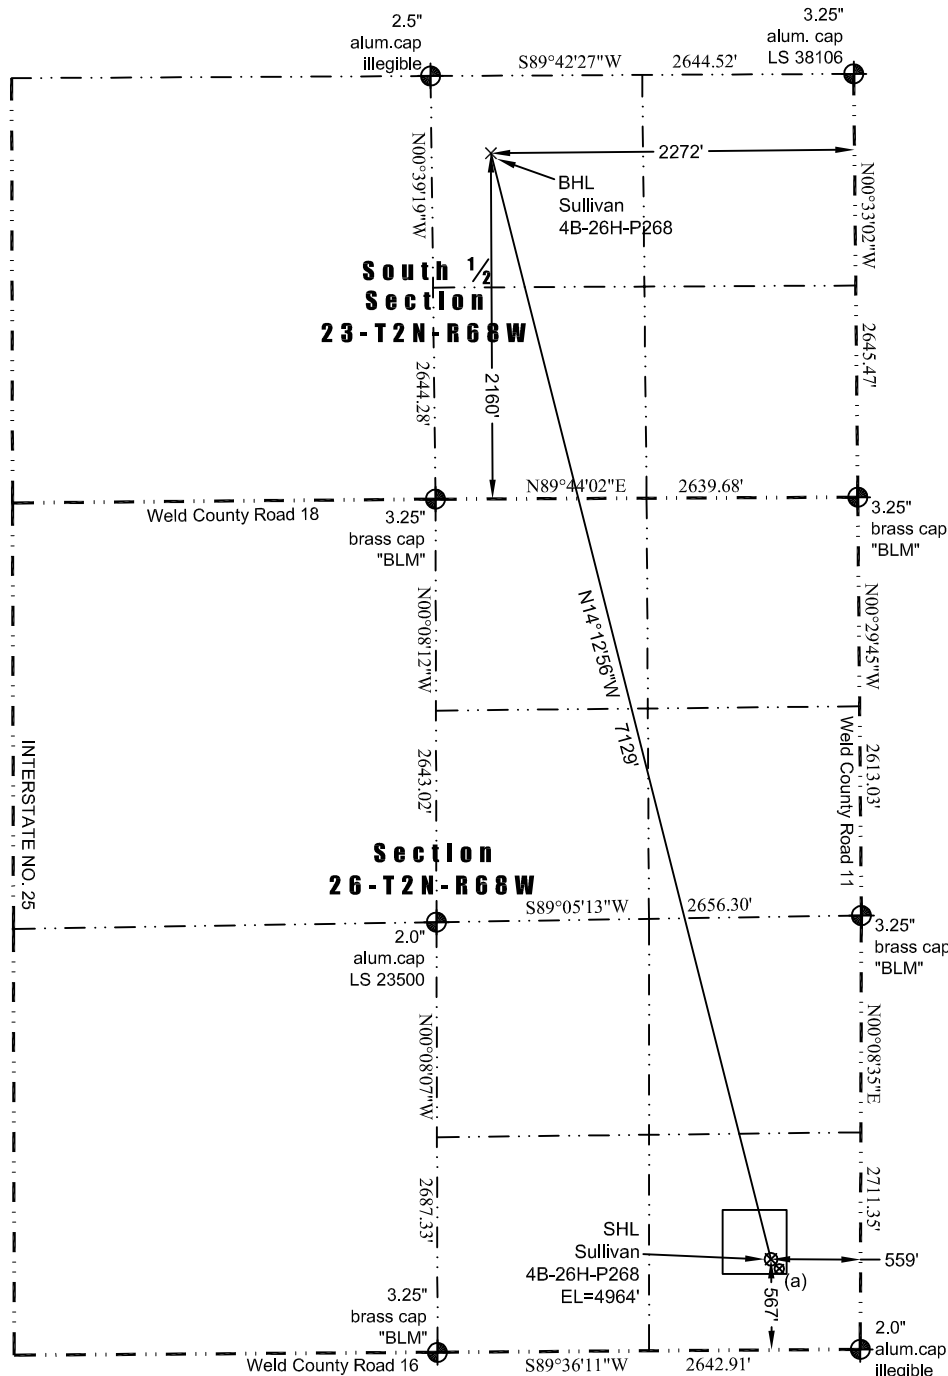 2.5"
alum.cap
illegible
3.25"
alum. cap
LS 38106
S89°42'27"W
2644.52'
N00°39'19"W
2272'
BHL
Sullivan
4B-26H-P268
N00°33'02"W
South ½
Section
23-T2N-R68W
2644.28'
2160'
2645.47'
N89°44'02"E
2639.68'
Weld County Road 18
3.25"
brass cap
"BLM"
3.25"
brass cap
"BLM"
N00°08'12"W
N14°12'56"W
7129'
N00°29'45"W
INTERSTATE NO. 25
2643.02'
Weld County Road 11
2613.03'
Section
26-T2N-R68W
S89°05'13"W
2656.30'
2.0"
alum.cap
LS 23500
3.25"
brass cap
"BLM"
N00°08'07"W
N00°08'35"E
2687.33'
2711.35'
SHL
Sullivan
4B-26H-P268
EL=4964'
559'
(a)
567'
3.25"
brass cap
"BLM"
2.0"
alum.cap
illegible
Weld County Road 16
S89°36'11"W
2642.91'